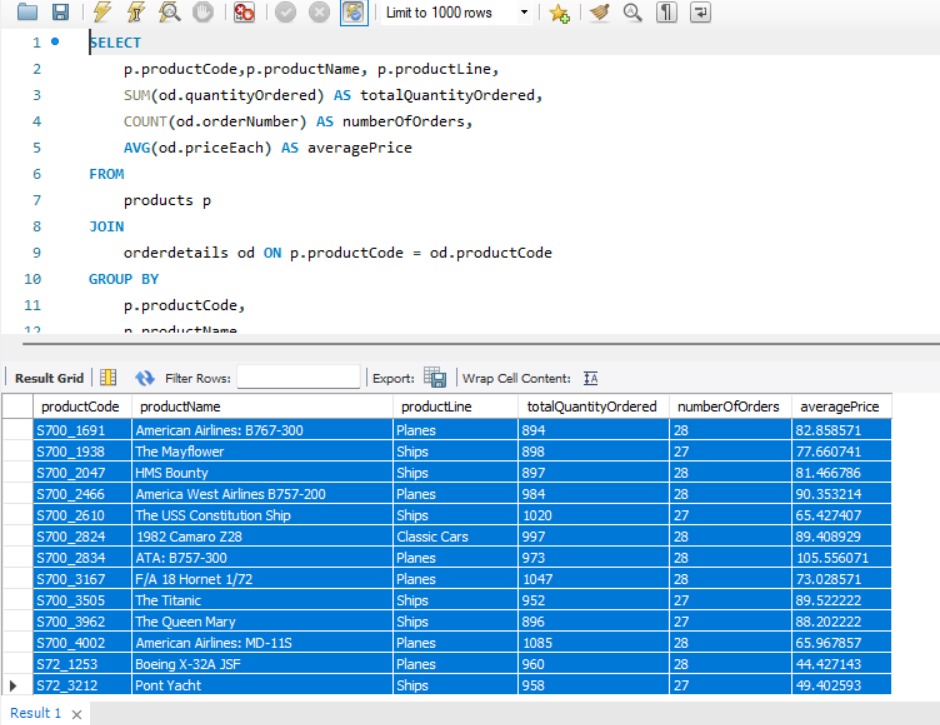 Limit to 1000 rows
1 SELECT
2 p.productCode,p.productName, p.productLine,
3 SUM(od.quantityOrdered) AS totalQuantityOrdered,
4 COUNT(od.orderNumber) AS numberOfOrders,
5 AVG(od.priceEach) AS averagePrice
6 FROM
7 products p
8 JOIN
9 orderdetails od ON p.productCode = od.productCode
10 GROUP BY
11 p.productCode,
12 p.productName
Result Grid Filter Rows: Export: Wrap Cell Content:
productCode productName productLine totalQuantityOrdered numberOfOrders averagePrice
S700_1691 American Airlines: B767-300 Planes 894 28 82.858571
S700_1938 The Mayflower Ships 898 27 77.660741
S700_2047 HMS Bounty Ships 897 28 81.466786
S700_2466 America West Airlines B757-200 Planes 984 28 90.353214
S700_2610 The USS Constitution Ship Ships 1020 27 65.427407
S700_2824 1982 Camaro Z28 Classic Cars 997 28 89.408929
S700_2834 ATA: B757-300 Planes 973 28 105.556071
S700_3167 F/A 18 Hornet 1/72 Planes 1047 28 73.028571
S700_3505 The Titanic Ships 952 27 89.522222
S700_3962 The Queen Mary Ships 896 27 88.202222
S700_4002 American Airlines: MD-11S Planes 1085 28 65.967857
S72_1253 Boeing X-32A JSF Planes 960 28 44.427143
S72_3212 Pont Yacht Ships 958 27 49.402593
Result 1